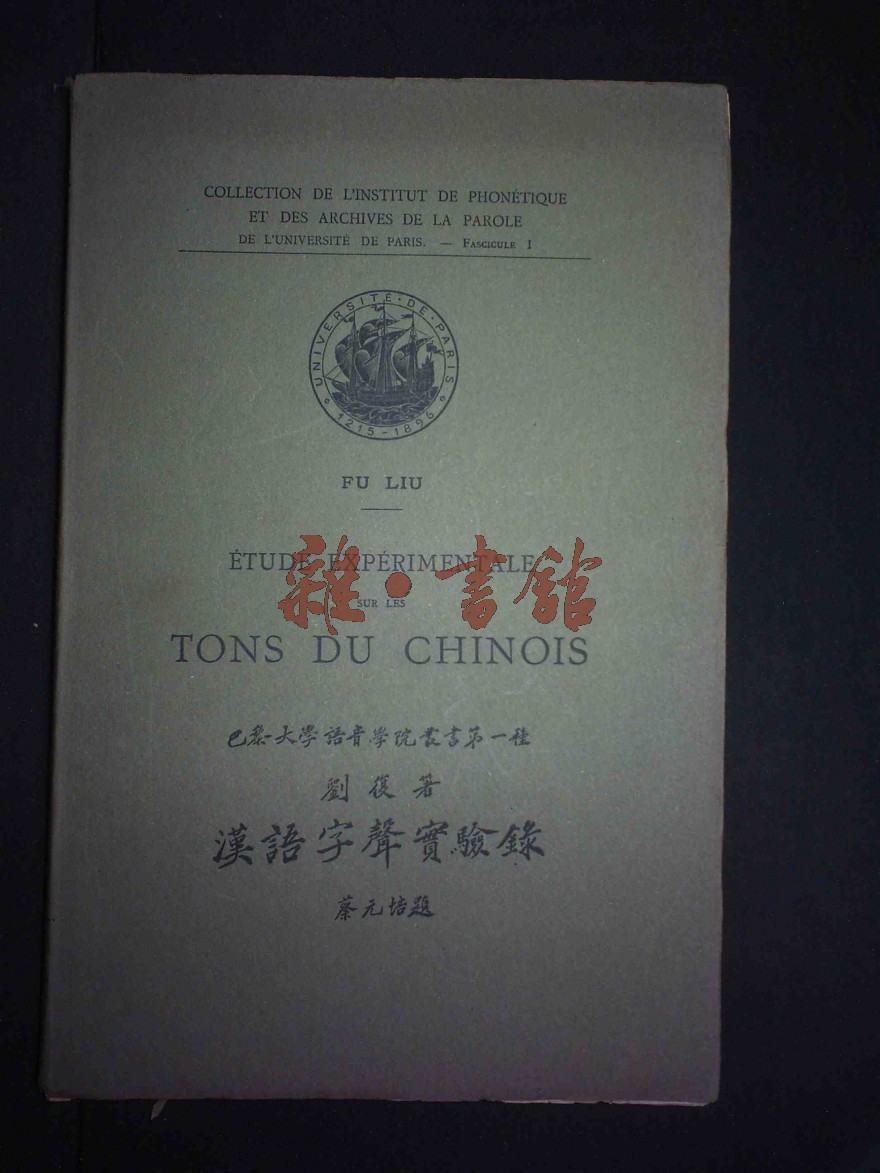 COLLECTION DE L'INSTITUT DE PHONÉTIQUE
ET DES ARCHIVES DE LA PAROLE
DE L'UNIVERSITÉ DE PARIS. — FASCICULE I
UNIVERSITÉ·DE·PARIS
1215-1896
FU LIU
ÉTUDE EXPÉRIMENTALE
雜·書館
SUR LES
TONS DU CHINOIS
巴黎大學語音學院叢書第一種
劉復著
漢語字聲實驗錄
蔡元培題